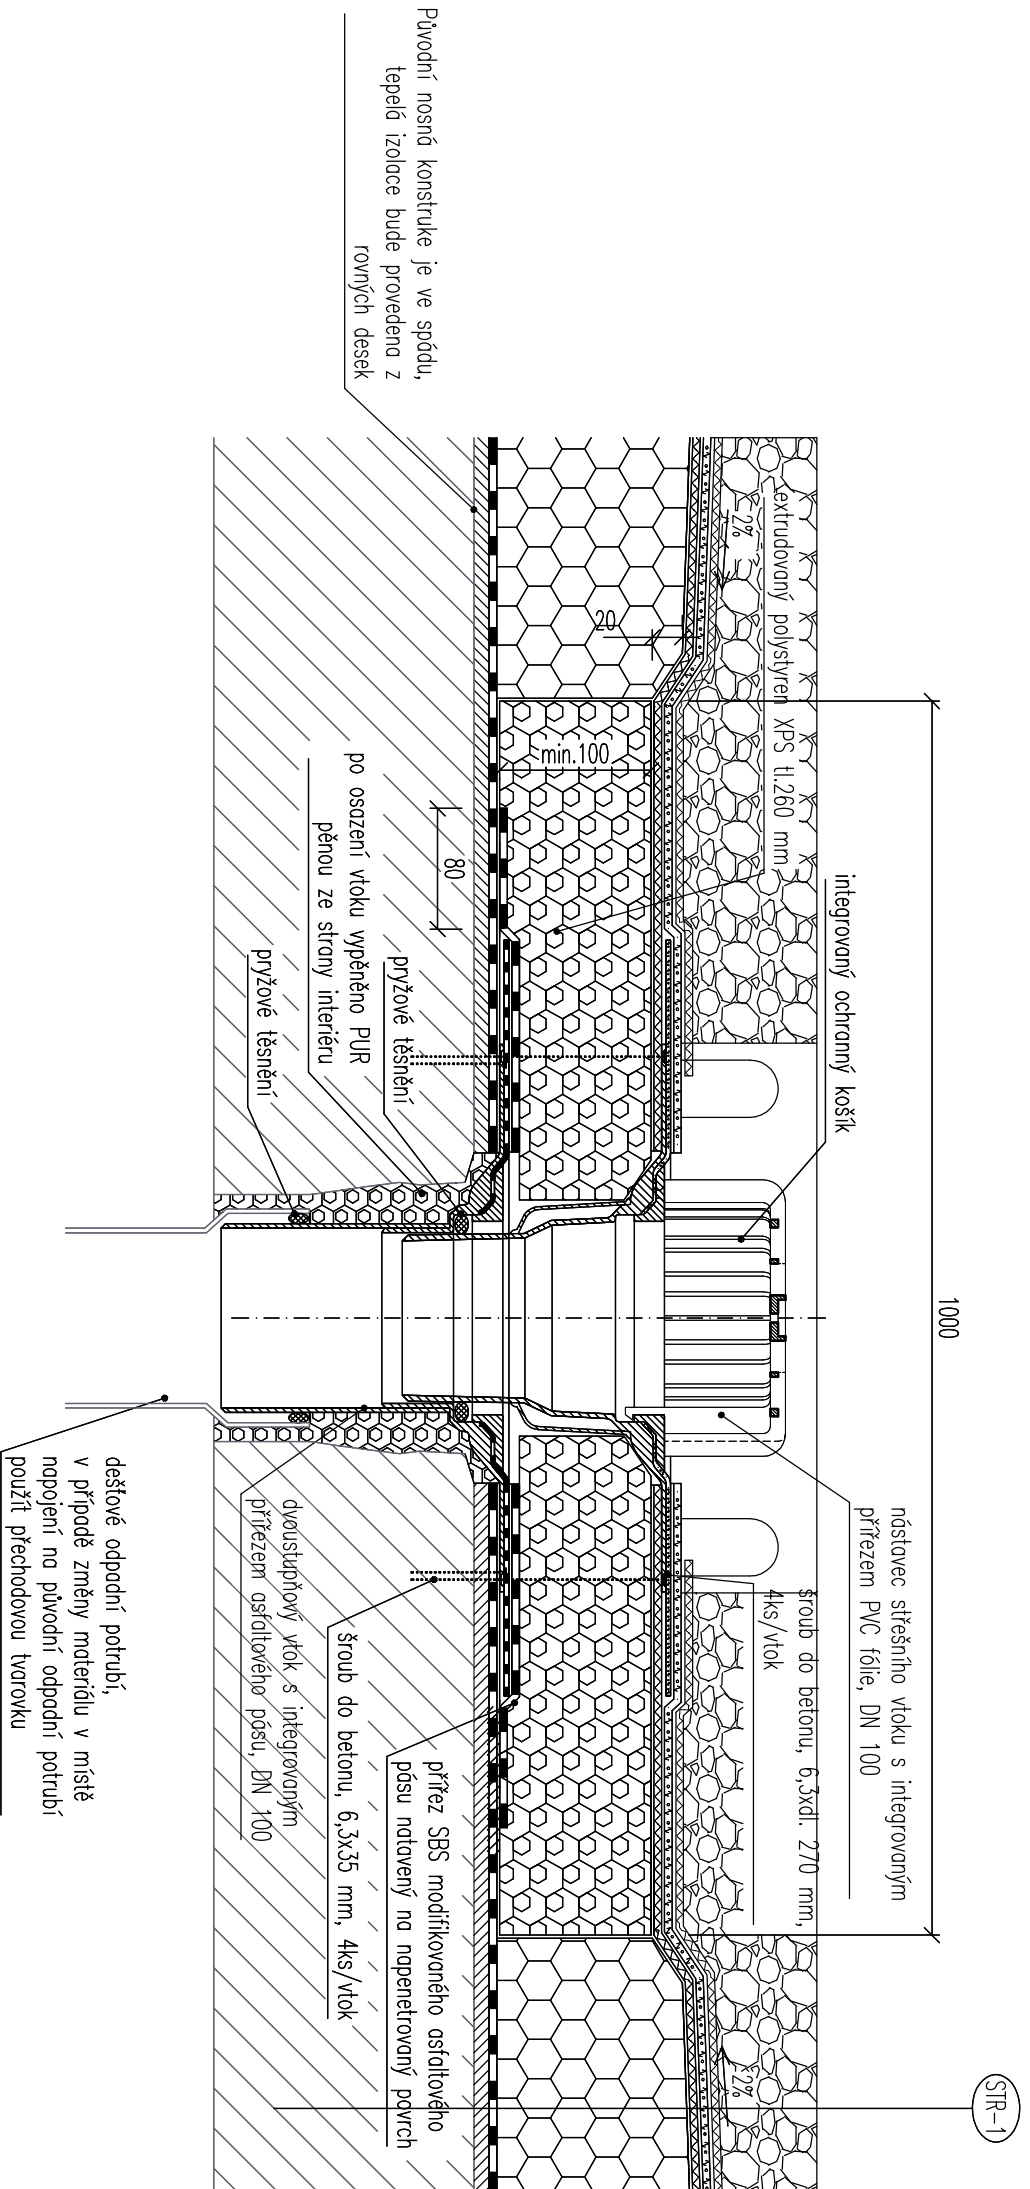 STR-1
1000
nástavec střešního vtoku s integrovaným
přířezem PVC fólie, DN 100
integrovaný ochranný košík
šroub do betonu, 6,3xdl. 270 mm,
4ks/vtok
extrudovaný polystyren XPS tl.260 mm
2%
2%
20
min.100
80
Původní nosná konstruke je ve spádu,
tepelá izolace bude provedena z
rovných desek
pryžové těsnění
po osazení vtoku vypěněno PUR
pěnou ze strany interiéru
pryžové těsnění
přířez SBS modifikovaného asfaltového
pásu natavený na napenetrovaný povrch
šroub do betonu, 6,3x35 mm, 4ks/vtok
dvoustupňový vtok s integrovaným
přířezem asfaltového pásu, DN 100
dešťové odpadní potrubí,
v případě změny materiálu v místě
napojení na původní odpadní potrubí
použít přechodovou tvarovku